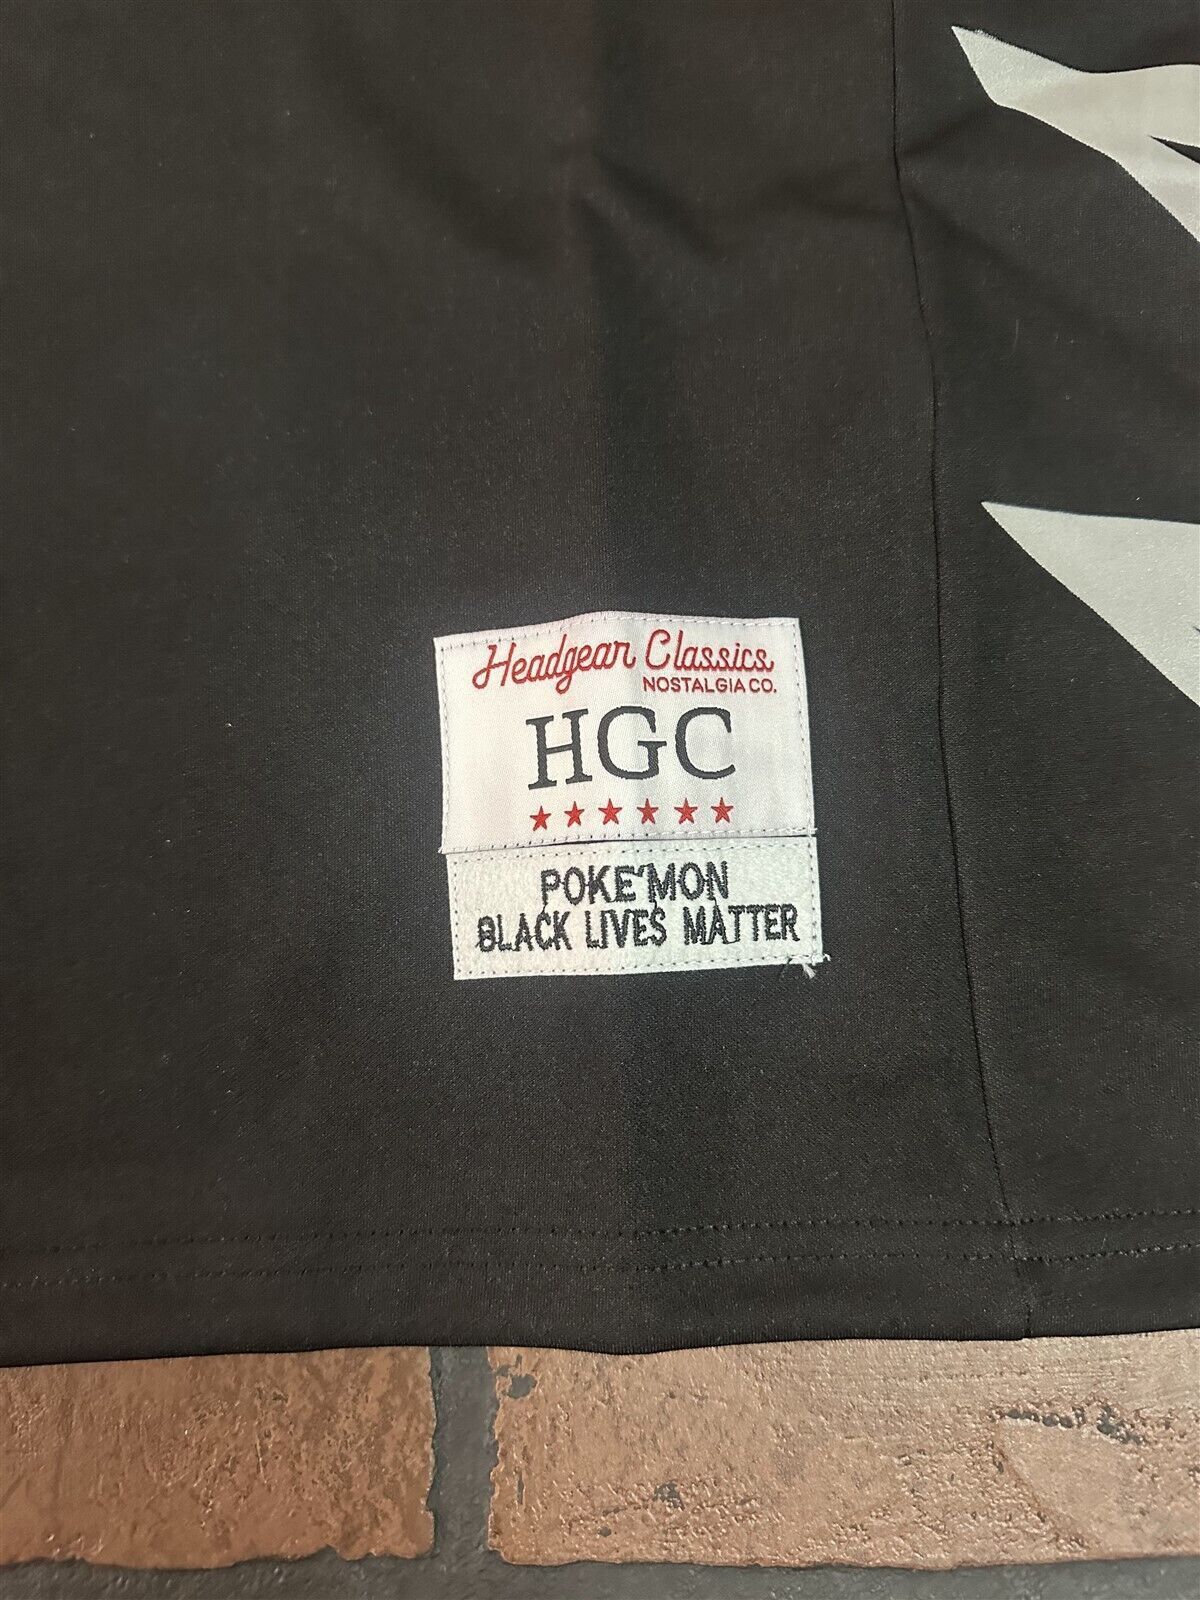 Headgear Classics
NOSTALGIA CO.
HGC
POKE'MON
BLACK LIVES MATTER